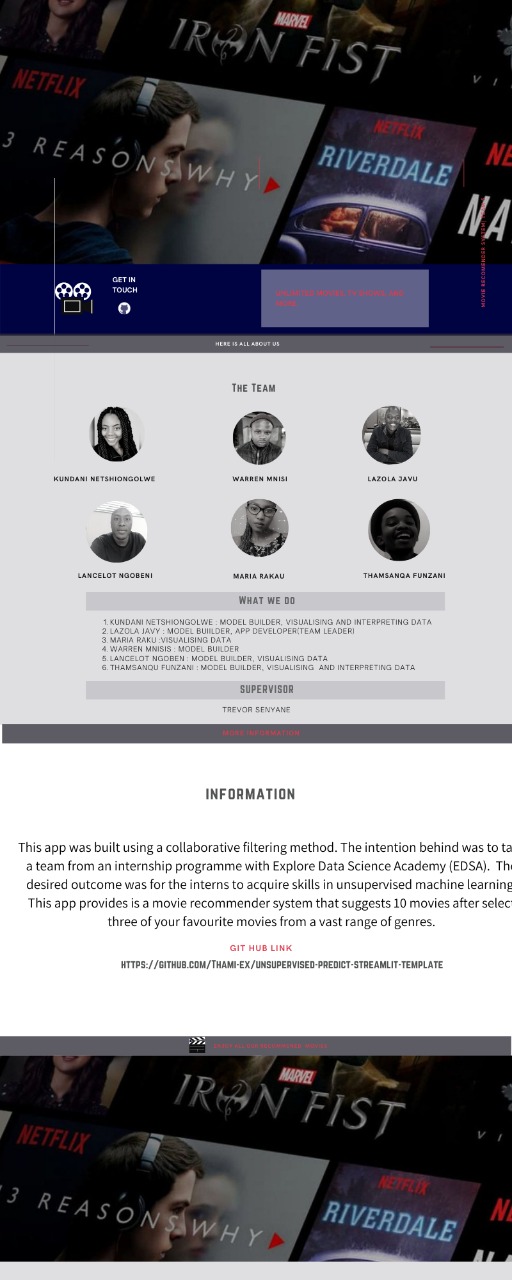 MARVEL
IRON FIST
NETFLIX
13 REASONS WHY
NETFLIX
RIVERDALE
NE
NA
VI
MOVIE RECOMENDER SYSTEM
GET IN
TOUCH
HERE IS ALL ABOUT US
The Team
KUNDANI NETSHIONGOLWE
WARREN MNISI
LAZOLA JAVU
LANCELOT NGOBENI
MARIA RAKAU
THAMSANQA FUNZANI
What we do
1. KUNDANI NETSHIONGOLWE : MODEL BUILDER, VISUALISING AND INTERPRETING DATA
2. LAZOLA JAVY : MODEL BUIILDER, APP DEVELOPER(TEAM LEADER)
3. MARIA RAKU :VISUALISING DATA
4. WARREN MNISIS : MODEL BUILDER
5. LANCELOT NGOBEN : MODEL BUILDER, VISUALISING DATA
6. THAMSANQU FUNZANI : MODEL BUILDER, VISUALISING AND INTERPRETING DATA
SUPERVISOR
TREVOR SENYANE
MORE INFORMATION
INFORMATION
This app was built using a collaborative filtering method. The intention behind was to ta
a team from an internship programme with Explore Data Science Academy (EDSA). The
desired outcome was for the interns to acquire skills in unsupervised machine learning
This app provides is a movie recommender system that suggests 10 movies after select
three of your favourite movies from a vast range of genres.
GIT HUB LINK
https://github.com/Thami-ex/unsupervised-predict-streamlit-template
MARVEL
IRON FIST
NETFLIX
13 REASONS WHY
NETFLIX
RIVERDALE